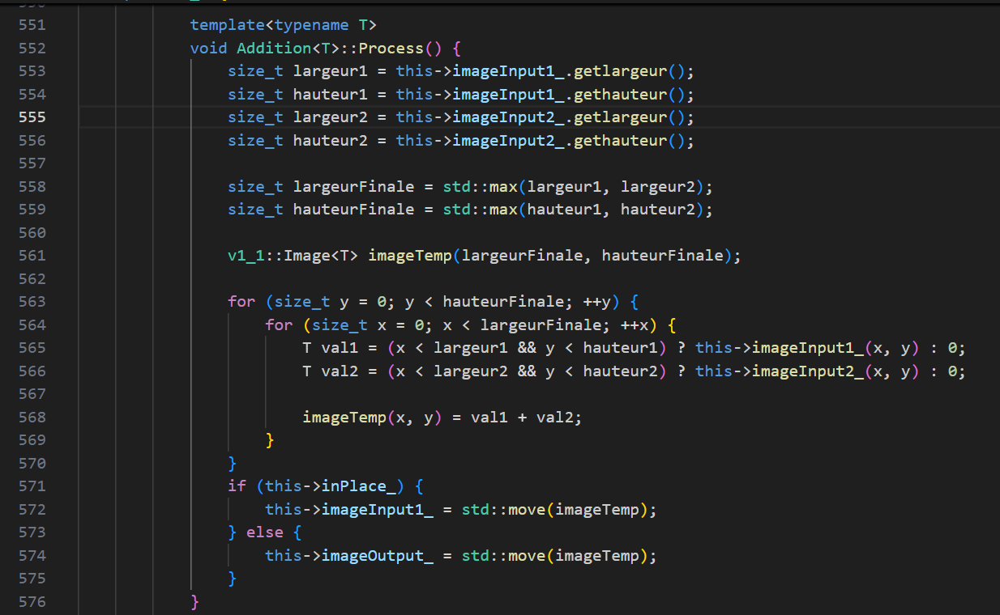 551 template<typename T>
552 void Addition<T>::Process() {
553 size_t largeur1 = this->imageInput1_.getlargeur();
554 size_t hauteur1 = this->imageInput1_.gethauteur();
555 size_t largeur2 = this->imageInput2_.getlargeur();
556 size_t hauteur2 = this->imageInput2_.gethauteur();
557
558 size_t largeurFinale = std::max(largeur1, largeur2);
559 size_t hauteurFinale = std::max(hauteur1, hauteur2);
560
561 v1_1::Image<T> imageTemp(largeurFinale, hauteurFinale);
562
563 for (size_t y = 0; y < hauteurFinale; ++y) {
564 for (size_t x = 0; x < largeurFinale; ++x) {
565 T val1 = (x < largeur1 && y < hauteur1) ? this->imageInput1_(x, y) : 0;
566 T val2 = (x < largeur2 && y < hauteur2) ? this->imageInput2_(x, y) : 0;
567
568 imageTemp(x, y) = val1 + val2;
569 }
570 }
571 if (this->inPlace_) {
572 this->imageInput1_ = std::move(imageTemp);
573 } else {
574 this->imageOutput_ = std::move(imageTemp);
575 }
576 }